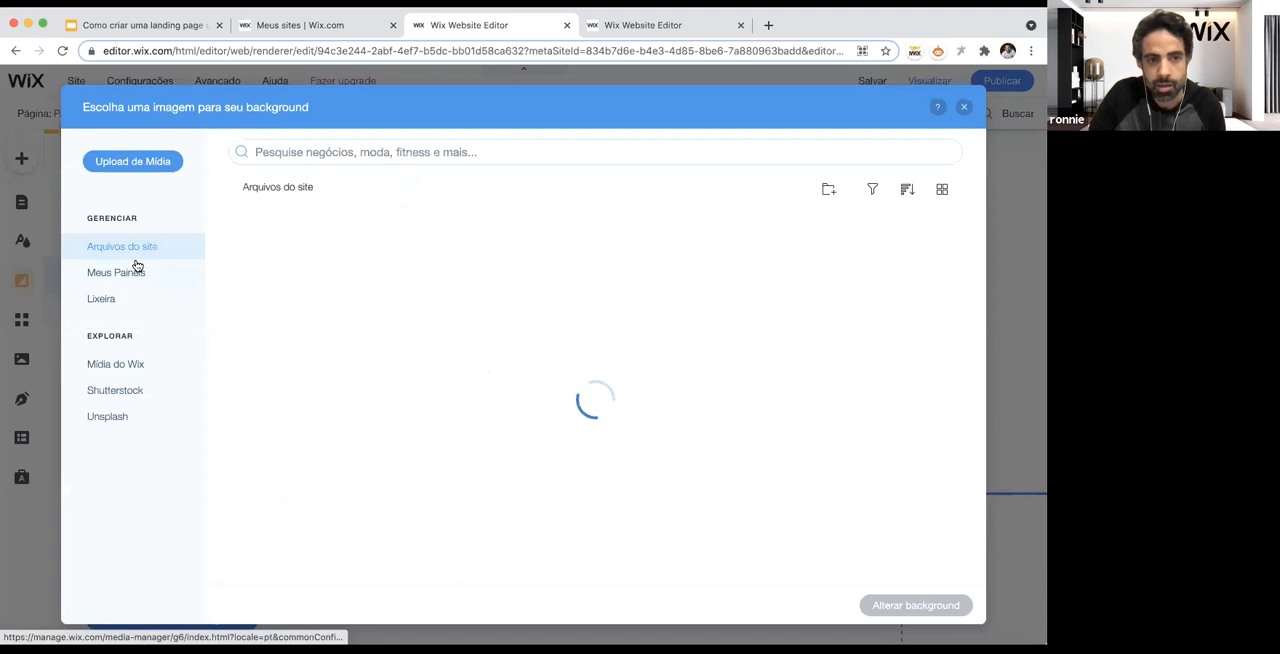 Como criar uma landing page
Meus sites | Wix.com
Wix Website Editor
Wix Website Editor
editor.wix.com/html/editor/web/renderer/edit/94c3e244-2abf-4ef7-b5dc-bb01d58ca632?metaSiteId=834b7d6e-b4e3-4d85-8be6-7a880963badd&editor...
WiX Site Configurações Avançado Ajuda Fazer upgrade Salvar Visualizar Publicar
Escolha uma imagem para seu background
Página: Buscar
Upload de Mídia
Pesquise negócios, moda, fitness e mais...
Arquivos do site
GERENCIAR
Arquivos do site
Meus Painéis
Lixeira
EXPLORAR
Mídia do Wix
Shutterstock
Unsplash
Alterar background
https://manage.wix.com/media-manager/g6/index.html?locale=pt&commonConfi...
WiX
ronnie